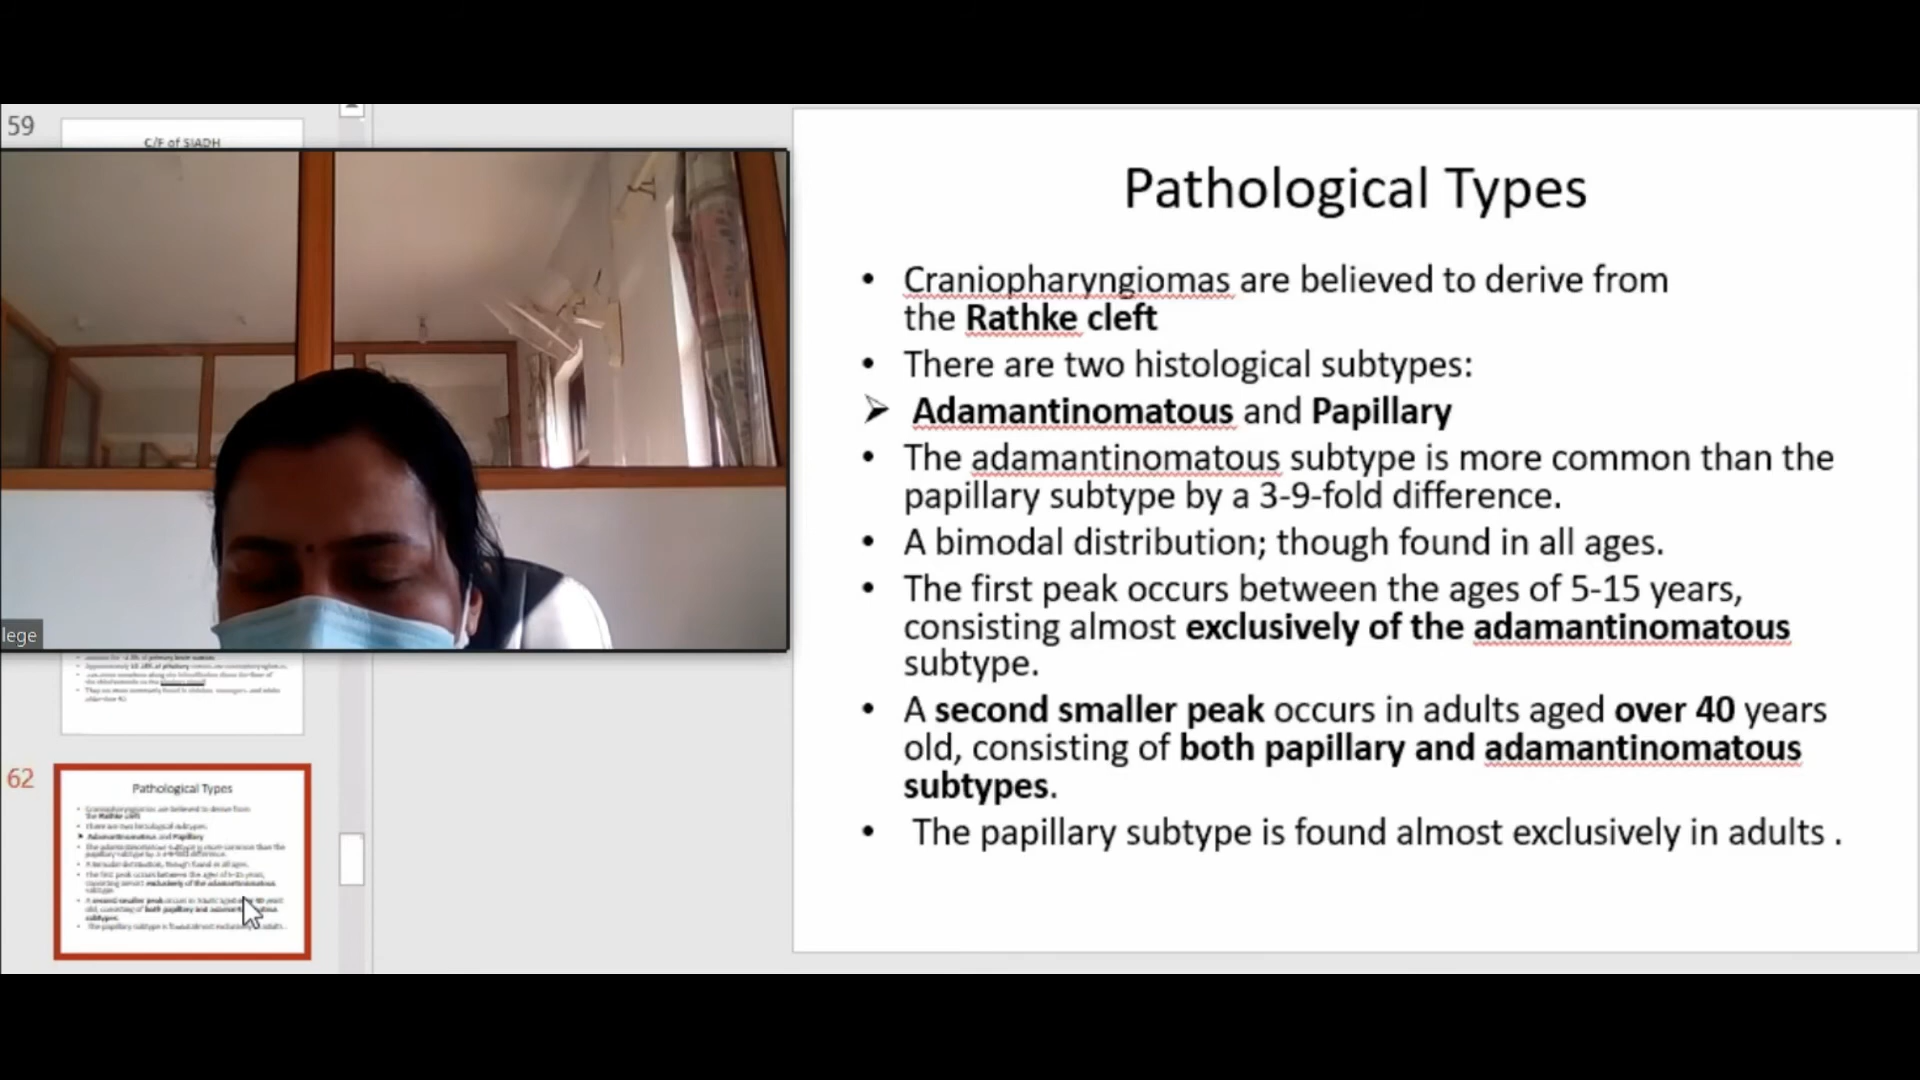 59
C/F of SIADH
lege
62
Pathological Types
• Craniopharyngiomas are believed to derive from
the Rathke cleft
• There are two histological subtypes:
➢ Adamantinomatous and Papillary
• The adamantinomatous subtype is more common than the
papillary subtype by a 3-9-fold difference.
• A bimodal distribution; though found in all ages.
• The first peak occurs between the ages of 5-15 years,
consisting almost exclusively of the adamantinomatous
subtype.
• A second smaller peak occurs in adults aged over 40 years
old, consisting of both papillary and adamantinomatous
subtypes.
• The papillary subtype is found almost exclusively in adults .
Pathological Types